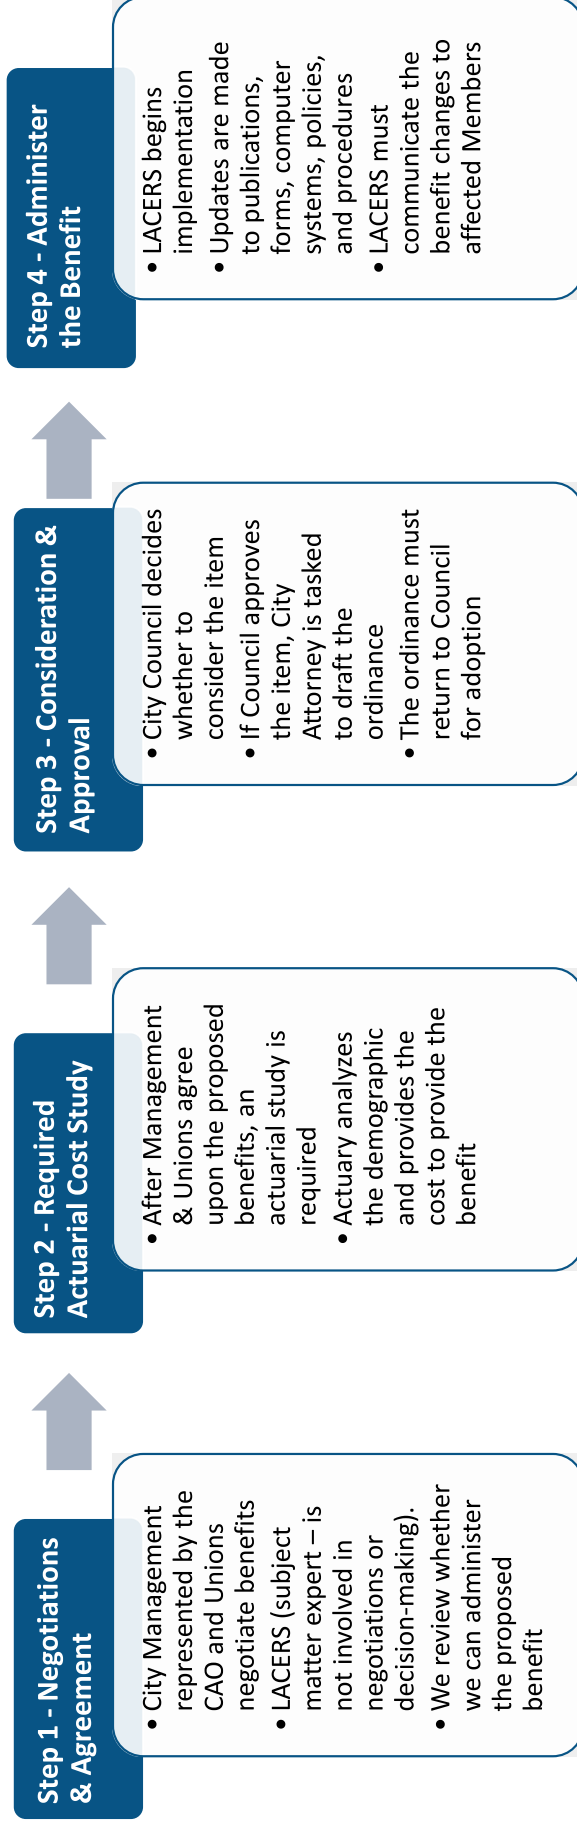 Step 1 - Negotiations
& Agreement
• City Management
represented by the
CAO and Unions
negotiate benefits
• LACERS (subject
matter expert – is
not involved in
negotiations or
decision-making).
• We review whether
we can administer
the proposed
benefit
Step 2 - Required
Actuarial Cost Study
• After Management
& Unions agree
upon the proposed
benefits, an
actuarial study is
required
• Actuary analyzes
the demographic
and provides the
cost to provide the
benefit
Step 3 - Consideration &
Approval
• City Council decides
whether to
consider the item
• If Council approves
the item, City
Attorney is tasked
to draft the
ordinance
• The ordinance must
return to Council
for adoption
Step 4 - Administer
the Benefit
• LACERS begins
implementation
• Updates are made
to publications,
forms, computer
systems, policies,
and procedures
• LACERS must
communicate the
benefit changes to
affected Members